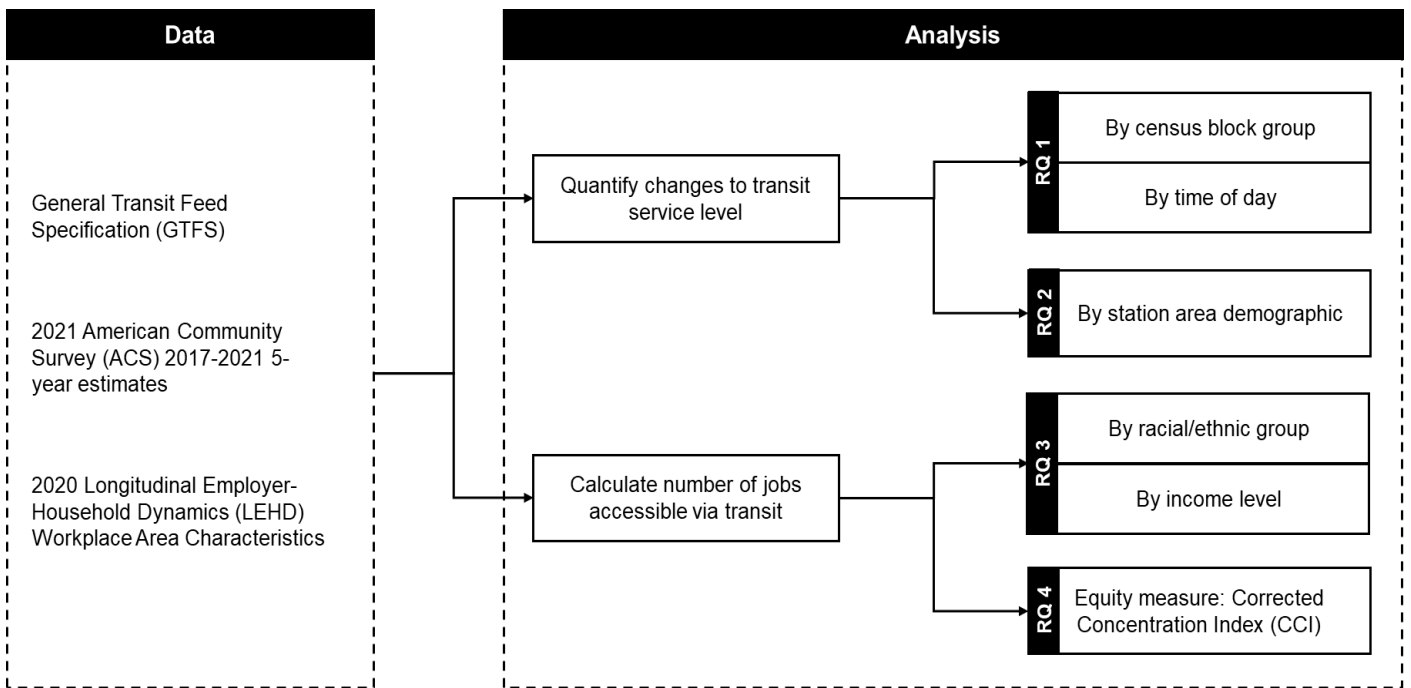 Data
General Transit Feed
Specification (GTFS)
2021 American Community
Survey (ACS) 2017-2021 5-
year estimates
2020 Longitudinal Employer-
Household Dynamics (LEHD)
Workplace Area Characteristics
Analysis
Quantify changes to transit
service level
RQ 1
By census block group
By time of day
RQ 2
By station area demographic
Calculate number of jobs
accessible via transit
RQ 3
By racial/ethnic group
By income level
RQ 4
Equity measure: Corrected
Concentration Index (CCI)